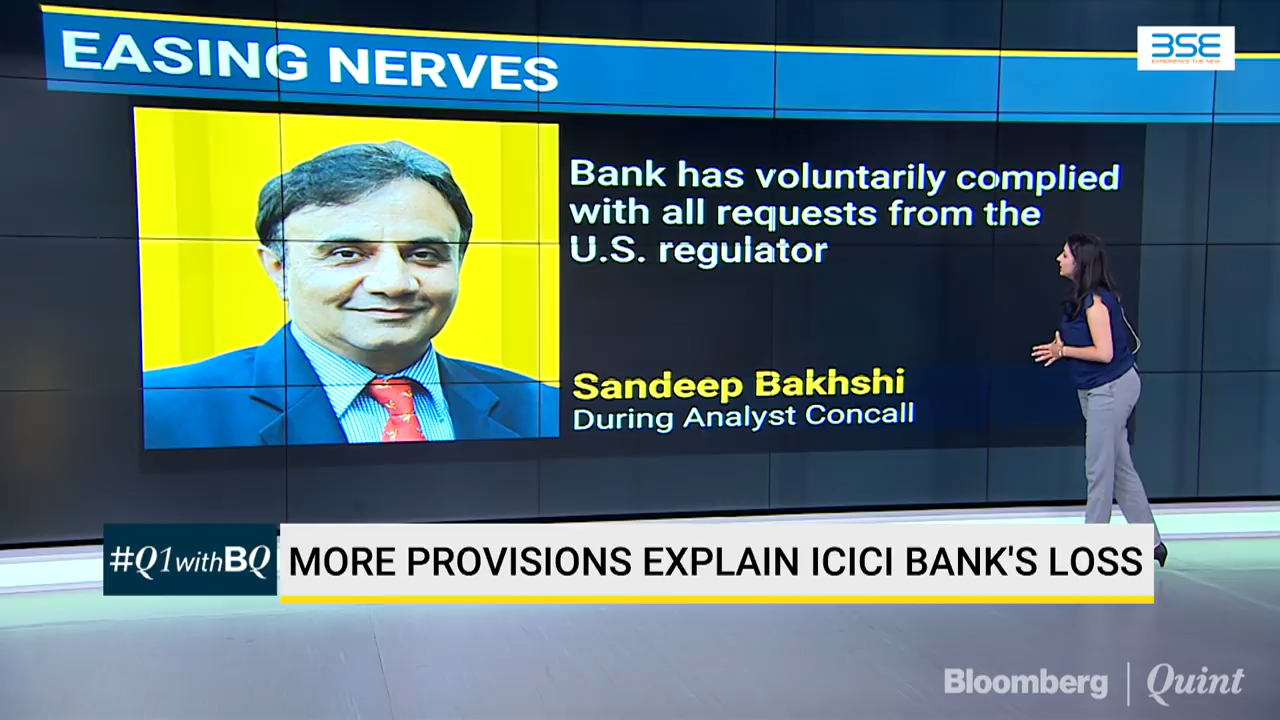 EASING NERVES
BSE
EXPERIENCE THE NEW
Bank has voluntarily complied
with all requests from the
U.S. regulator
Sandeep Bakhshi
During Analyst Concall
#Q1withBQ
MORE PROVISIONS EXPLAIN ICICI BANK'S LOSS
Bloomberg | Quint